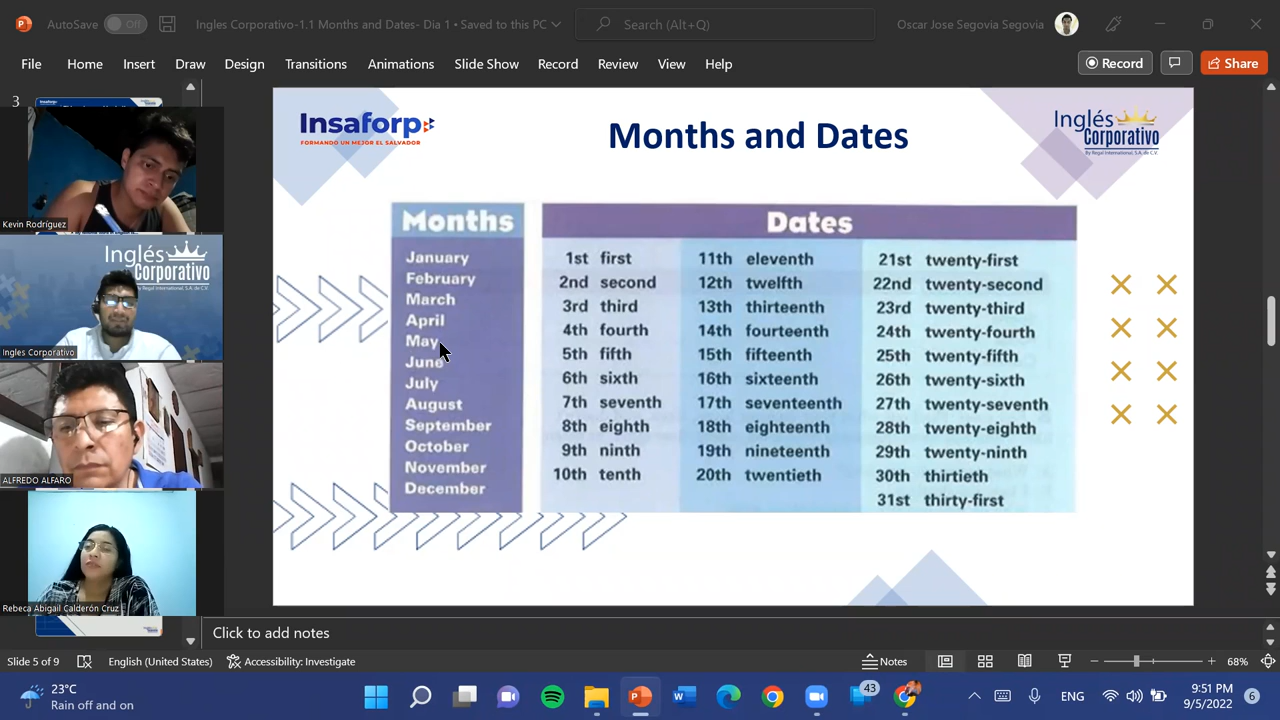 AutoSave Off Ingles Corporativo-1.1 Months and Dates- Dia 1 • Saved to this PC Search (Alt+Q) Oscar Jose Segovia Segovia
File Home Insert Draw Design Transitions Animations Slide Show Record Review View Help Record Share
3
Kevin Rodríguez
Inglés
Corporativo
Ingles Corporativo
ALFREDO ALFARO
Rebeca Abigail Calderón Cruz
Insaforp
FORMANDO UN MEJOR EL SALVADOR
Months and Dates
Inglés
Corporativo
By Regal International, S.A. de C.V.
Months
January
February
March
April
May
June
July
August
September
October
November
December
Dates
1st first 11th eleventh 21st twenty-first
2nd second 12th twelfth 22nd twenty-second
3rd third 13th thirteenth 23rd twenty-third
4th fourth 14th fourteenth 24th twenty-fourth
5th fifth 15th fifteenth 25th twenty-fifth
6th sixth 16th sixteenth 26th twenty-sixth
7th seventh 17th seventeenth 27th twenty-seventh
8th eighth 18th eighteenth 28th twenty-eighth
9th ninth 19th nineteenth 29th twenty-ninth
10th tenth 20th twentieth 30th thirtieth
31st thirty-first
Click to add notes
Slide 5 of 9 English (United States) Accessibility: Investigate Notes 68%
23°C
Rain off and on
43
ENG
9:51 PM
9/5/2022
6